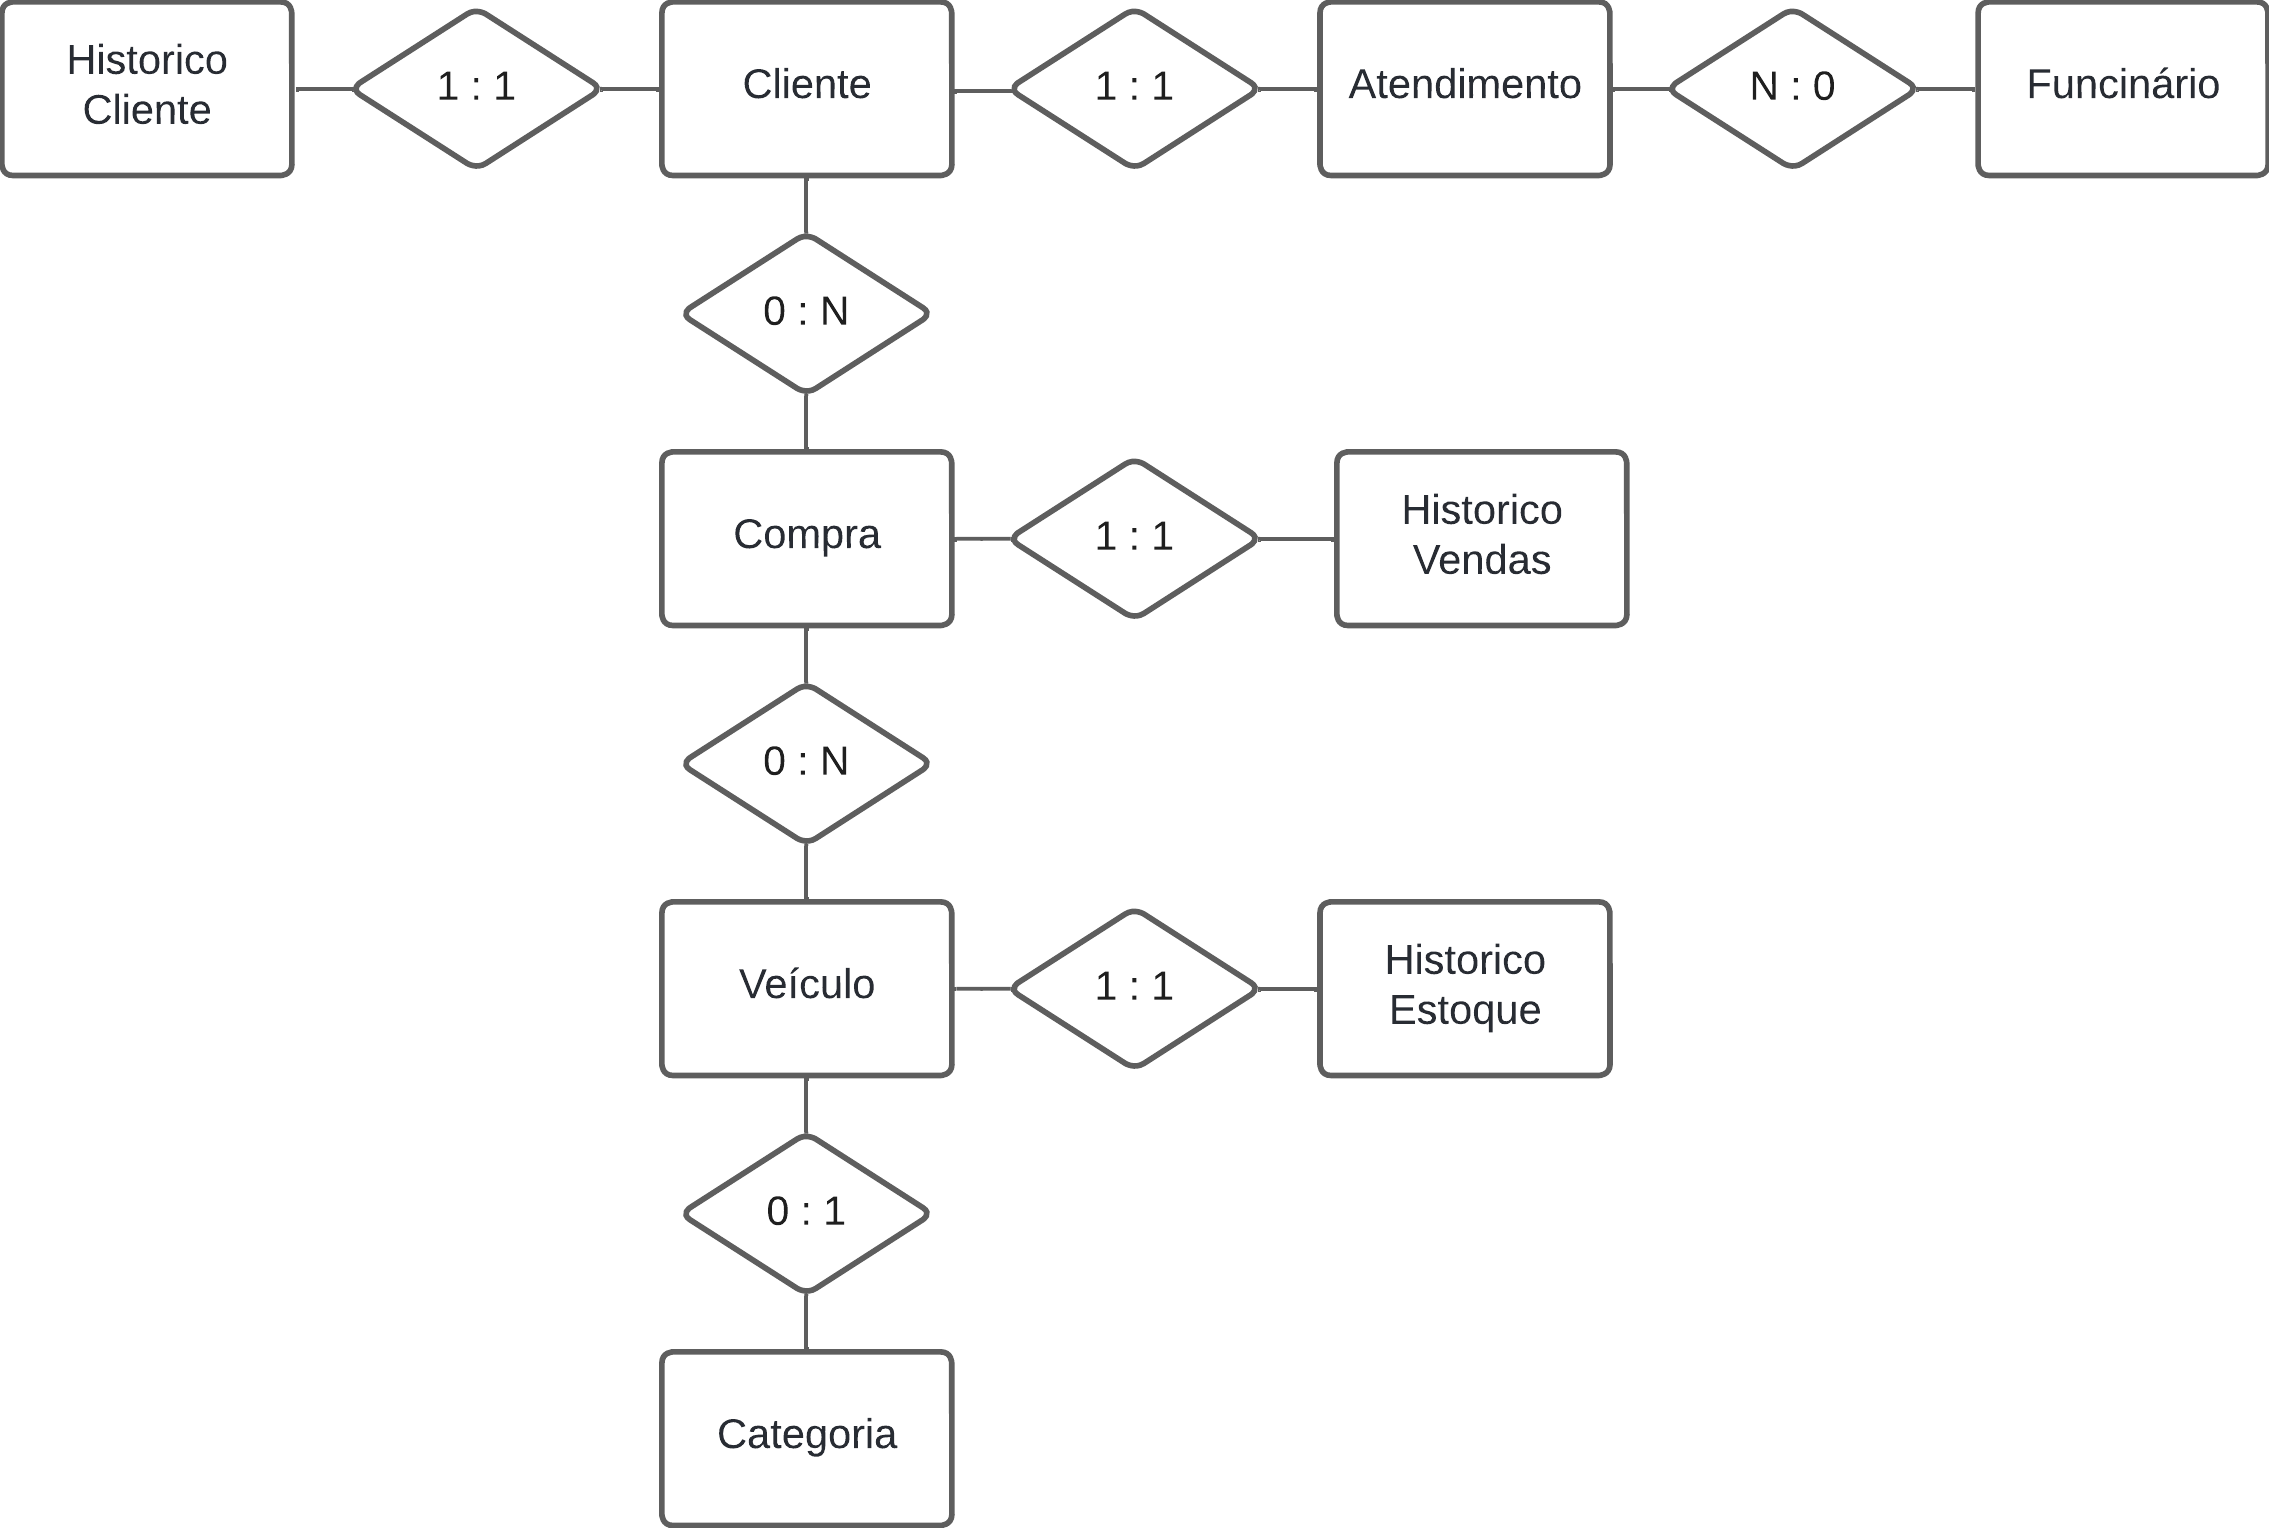 Historico
Cliente
1 : 1
Cliente
1 : 1
Atendimento
N : 0
Funcinário
0 : N
Compra
1 : 1
Historico
Vendas
0 : N
Veículo
1 : 1
Historico
Estoque
0 : 1
Categoria